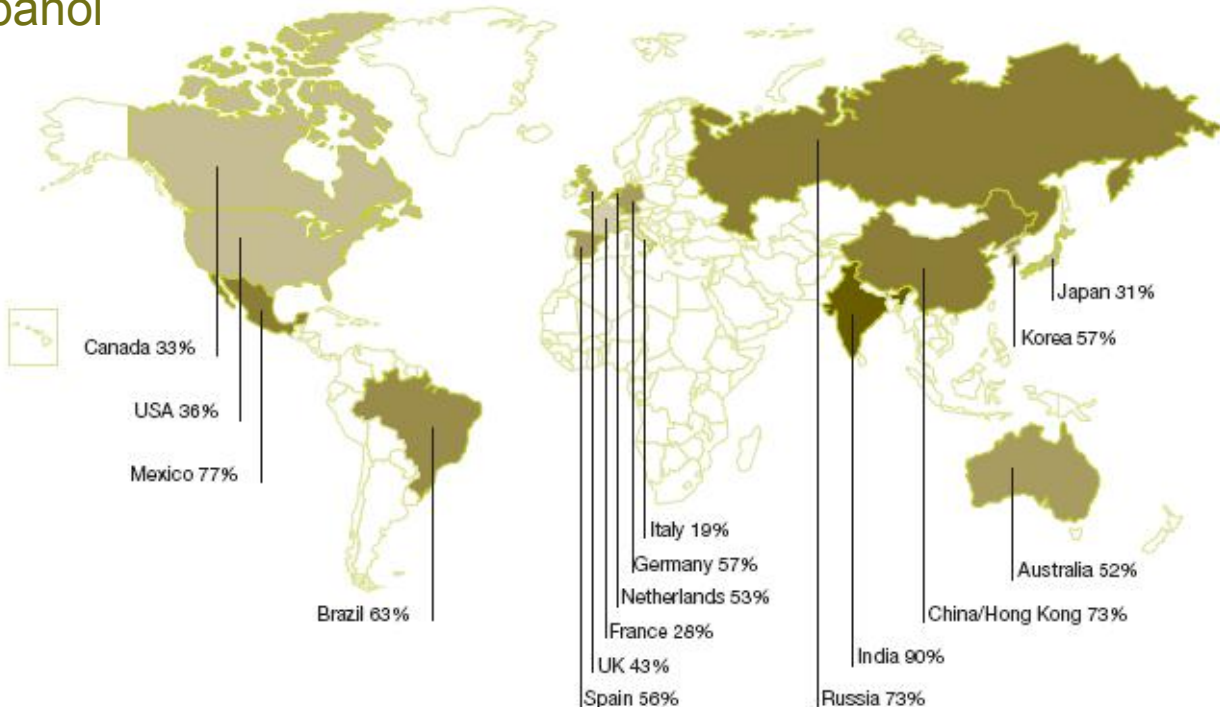 Japan 31%
Korea 57%
Canada 33%
USA 36%
Mexico 77%
Italy 19%
Germany 57%
Australia 52%
Netherlands 53%
Brazil 63%
China/Hong Kong 73%
France 28%
India 90%
UK 43%
Spain 56%
Russia 73%